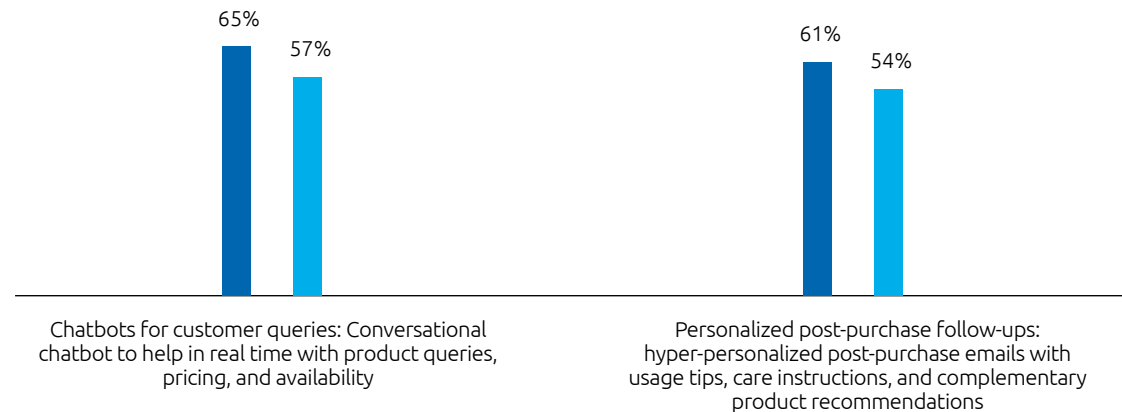 65%
57%
61%
54%
Chatbots for customer queries: Conversational
chatbot to help in real time with product queries,
pricing, and availability
Personalized post-purchase follow-ups:
hyper-personalized post-purchase emails with
usage tips, care instructions, and complementary
product recommendations